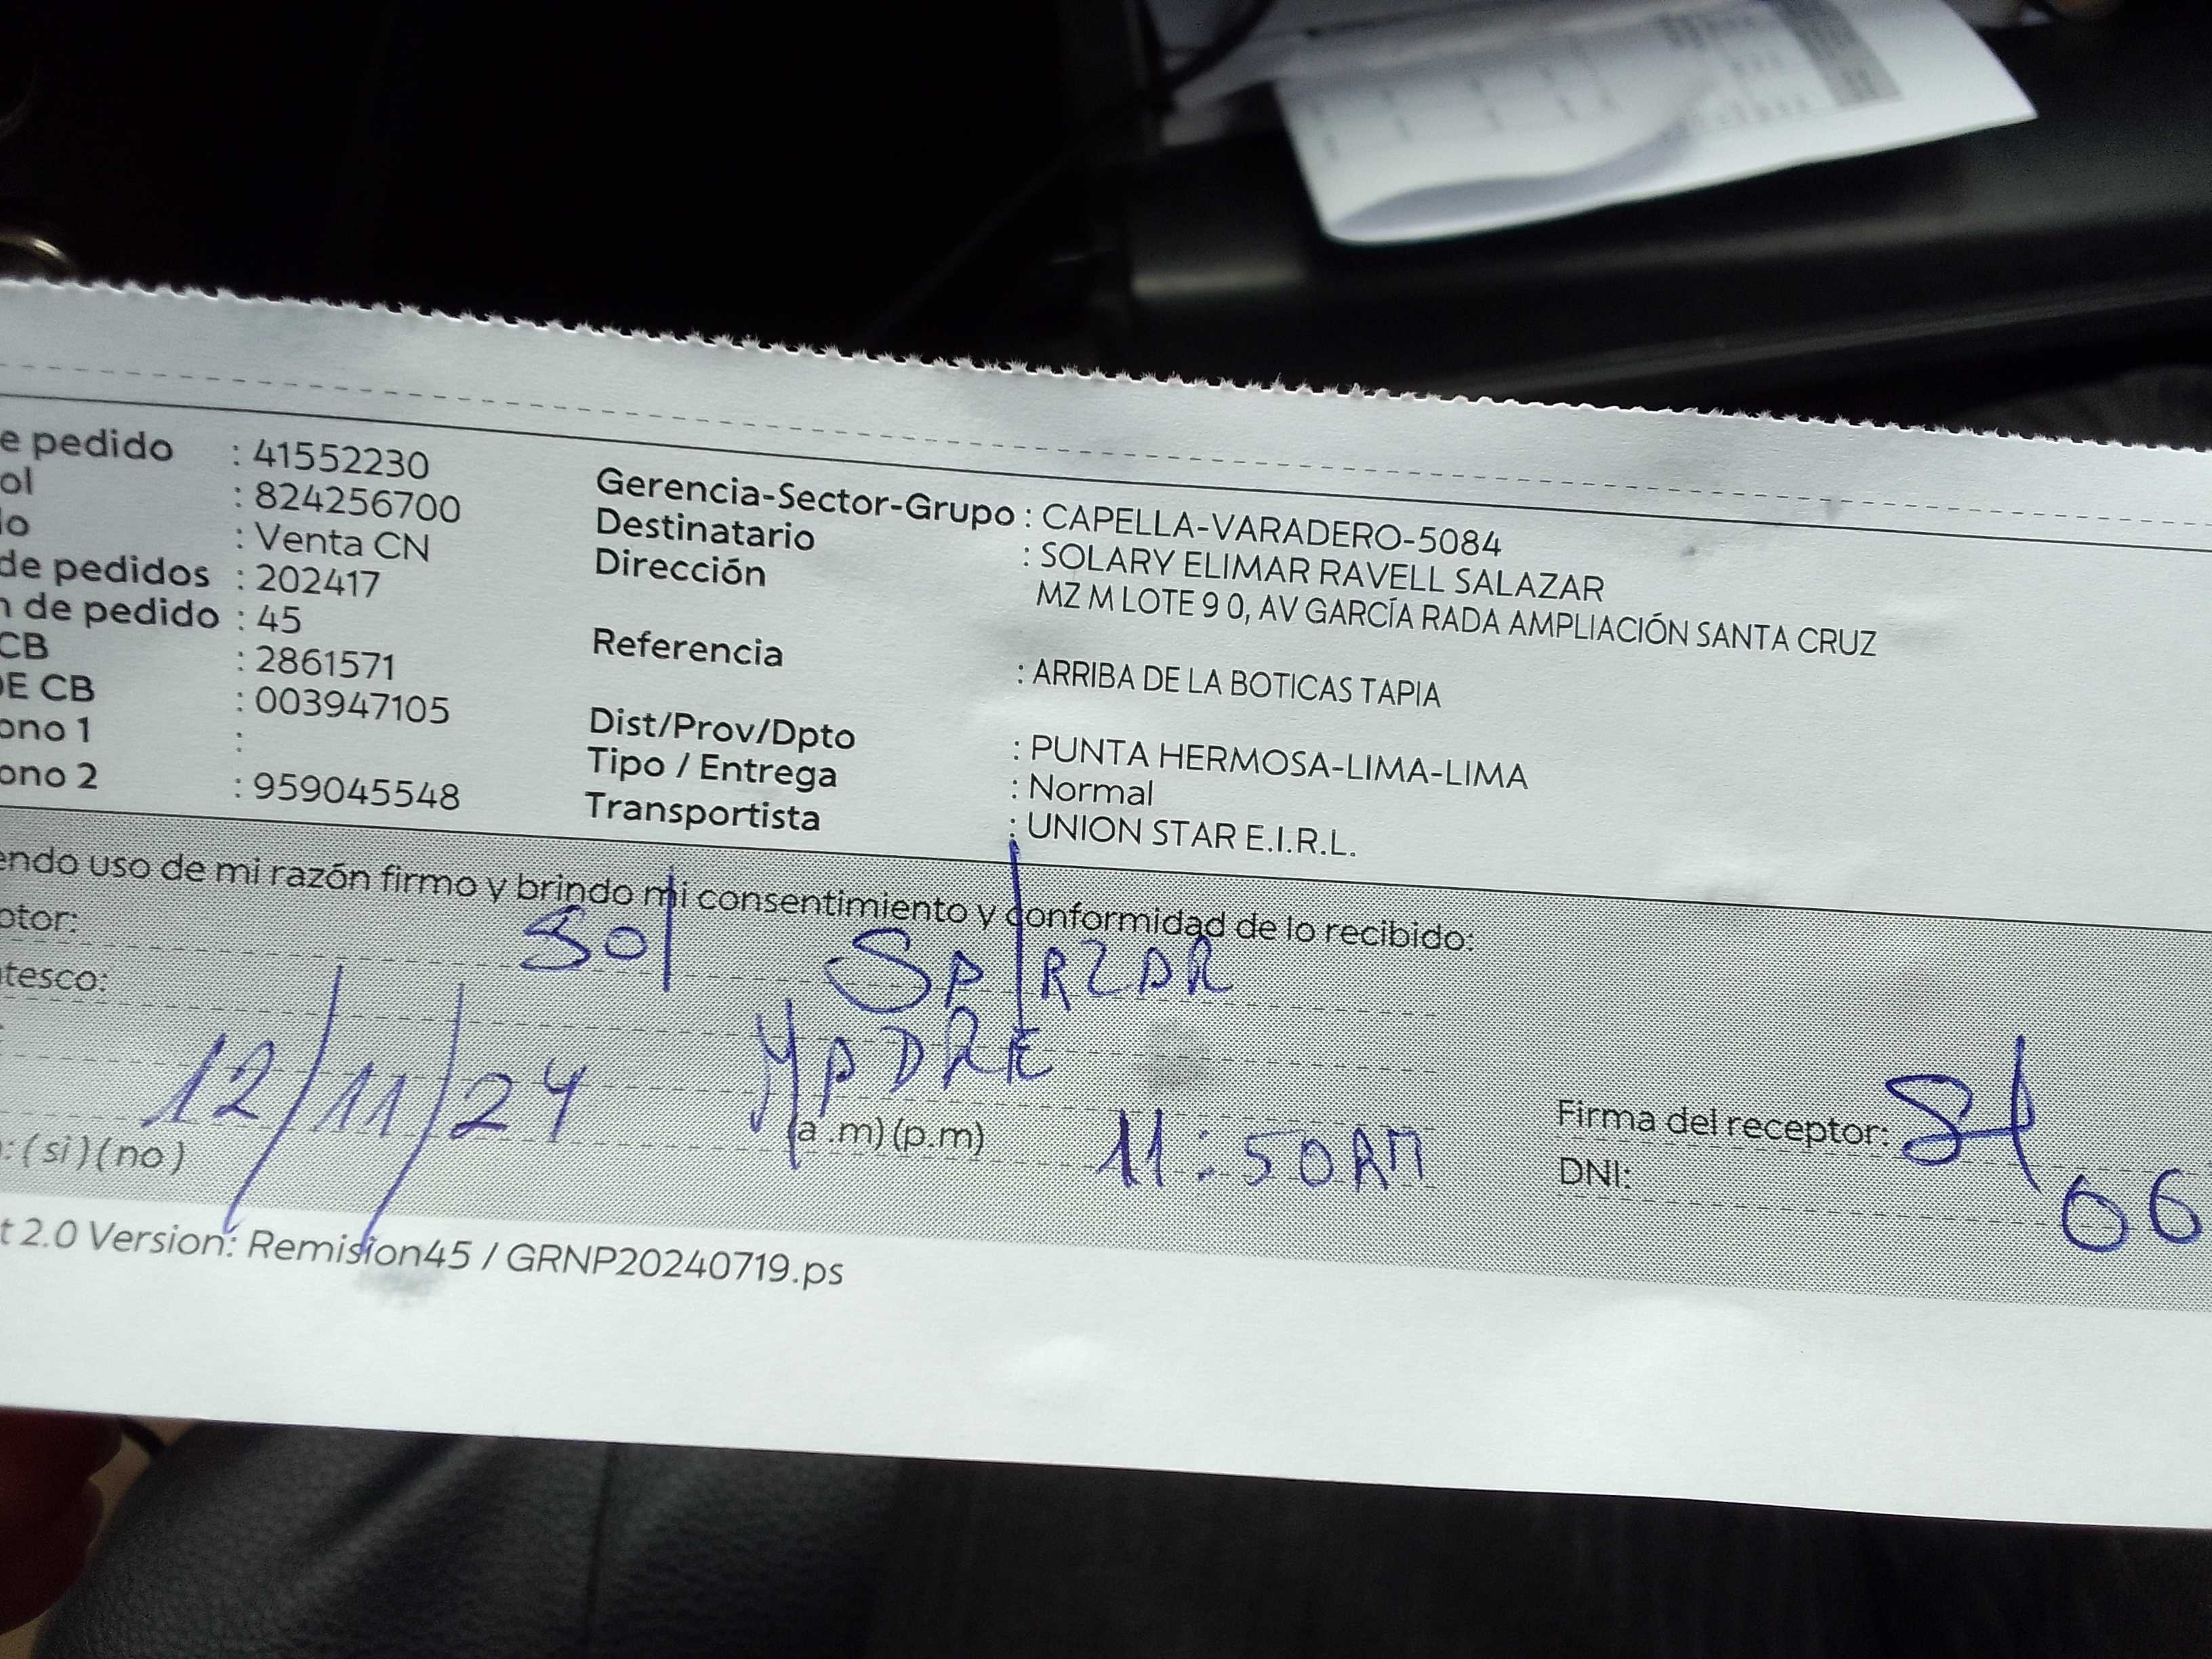 e pedido : 41552230
ol : 824256700
lo : Venta CN
de pedidos : 202417
n de pedido : 45
CB : 2861571
DE CB : 003947105
ono 1 :
ono 2 : 959045548
Gerencia-Sector-Grupo : CAPELLA-VARADERO-5084
Destinatario : SOLARY ELIMAR RAVELL SALAZAR
Dirección MZ M LOTE 9 0, AV GARCÍA RADA AMPLIACIÓN SANTA CRUZ
Referencia : ARRIBA DE LA BOTICAS TAPIA
Dist/Prov/Dpto : PUNTA HERMOSA-LIMA-LIMA
Tipo / Entrega : Normal
Transportista : UNION STAR E.I.R.L.
endo uso de mi razón firmo y brindo mi consentimiento y conformidad de lo recibido:
ptor: Sol
tesco: MADRE
12/11/24 (a .m) (p.m) 11:50AM
Firma del receptor:
: (si) (no)
DNI: 06
t 2.0 Version: Remision45 / GRNP20240719.ps